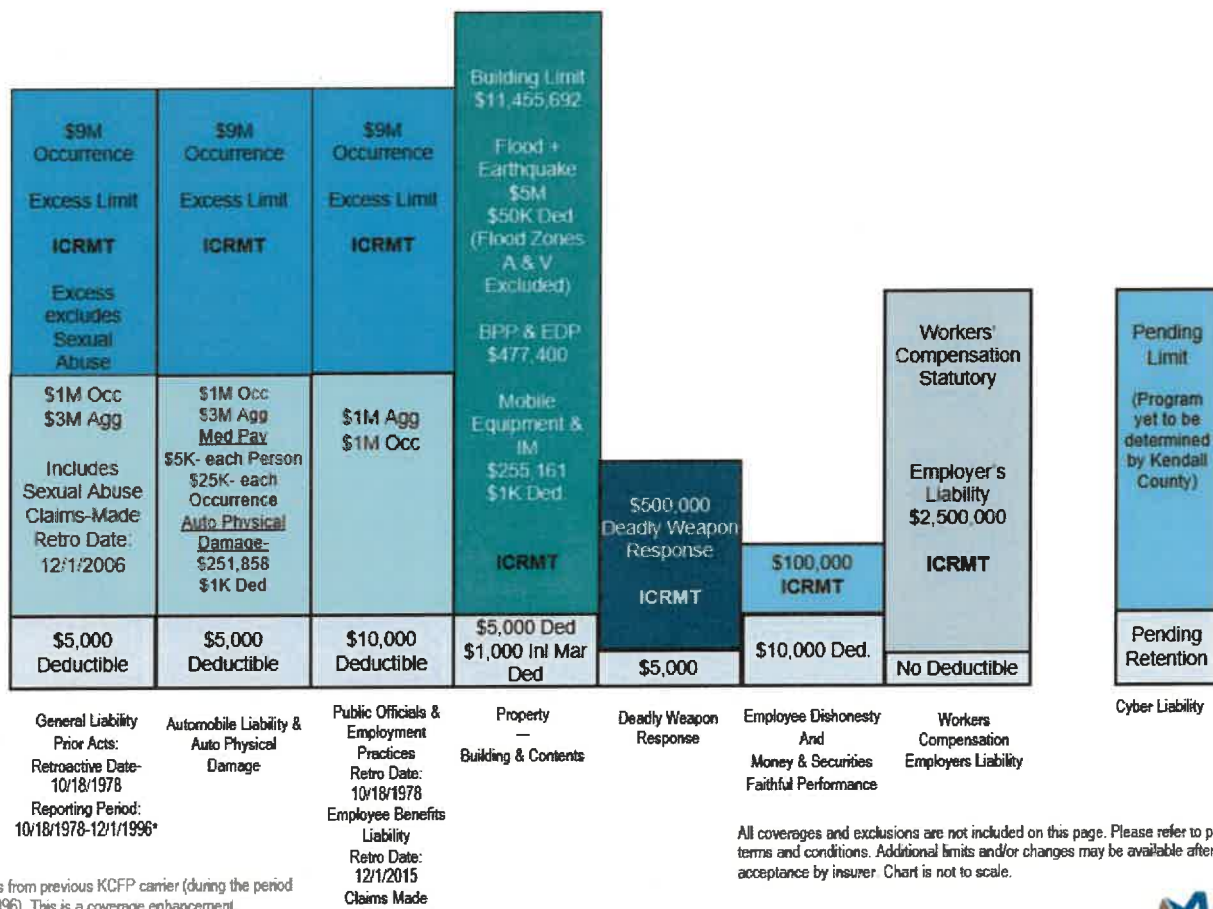 $9M
Occurrence
Excess Limit
ICRMT
Excess
excludes
Sexual
Abuse
$1M Occ
$3M Agg
Includes
Sexual Abuse
Claims-Made
Retro Date:
12/1/2006
$5,000
Deductible
General Liability
Prior Acts:
Retroactive Date-
10/18/1978
Reporting Period:
10/18/1978-12/1/1996*
$9M
Occurrence
Excess Limit
ICRMT
$1M Occ
$3M Agg
Med Pay
$5K- each Person
$25K- each
Occurrence
Auto Physical
Damage-
$251,858
$1K Ded
$5,000
Deductible
Automobile Liability &
Auto Physical
Damage
$9M
Occurrence
Excess Limit
ICRMT
$1M Agg
$1M Occ
$10,000
Deductible
Public Officials &
Employment
Practices
Retro Date:
10/18/1978
Employee Benefits
Liability
Retro Date:
12/1/2015
Claims Made
Building Limit
$11,455,692
Flood +
Earthquake
$5M
$50K Ded
(Flood Zones
A & V
Excluded)
BPP & EDP
$477,400
Mobile
Equipment &
IM
$255,161
$1K Ded
ICRMT
$5,000 Ded
$1,000 Inl Mar
Ded
Property
—
Building & Contents
$500,000
Deadly Weapon
Response
ICRMT
$5,000
Deadly Weapon
Response
$100,000
ICRMT
$10,000 Ded.
Employee Dishonesty
And
Money & Securities
Faithful Performance
Workers'
Compensation
Statutory
Employer's
Liability
$2,500,000
ICRMT
No Deductible
Workers
Compensation
Employers Liability
Pending
Limit
(Program
yet to be
determined
by Kendall
County)
Pending
Retention
Cyber Liability
All coverages and exclusions are not included on this page. Please refer to p
terms and conditions. Additional limits and/or changes may be available after
acceptance by insurer. Chart is not to scale.
s from previous KCFP carrier (during the period
996). This is a coverage enhancement